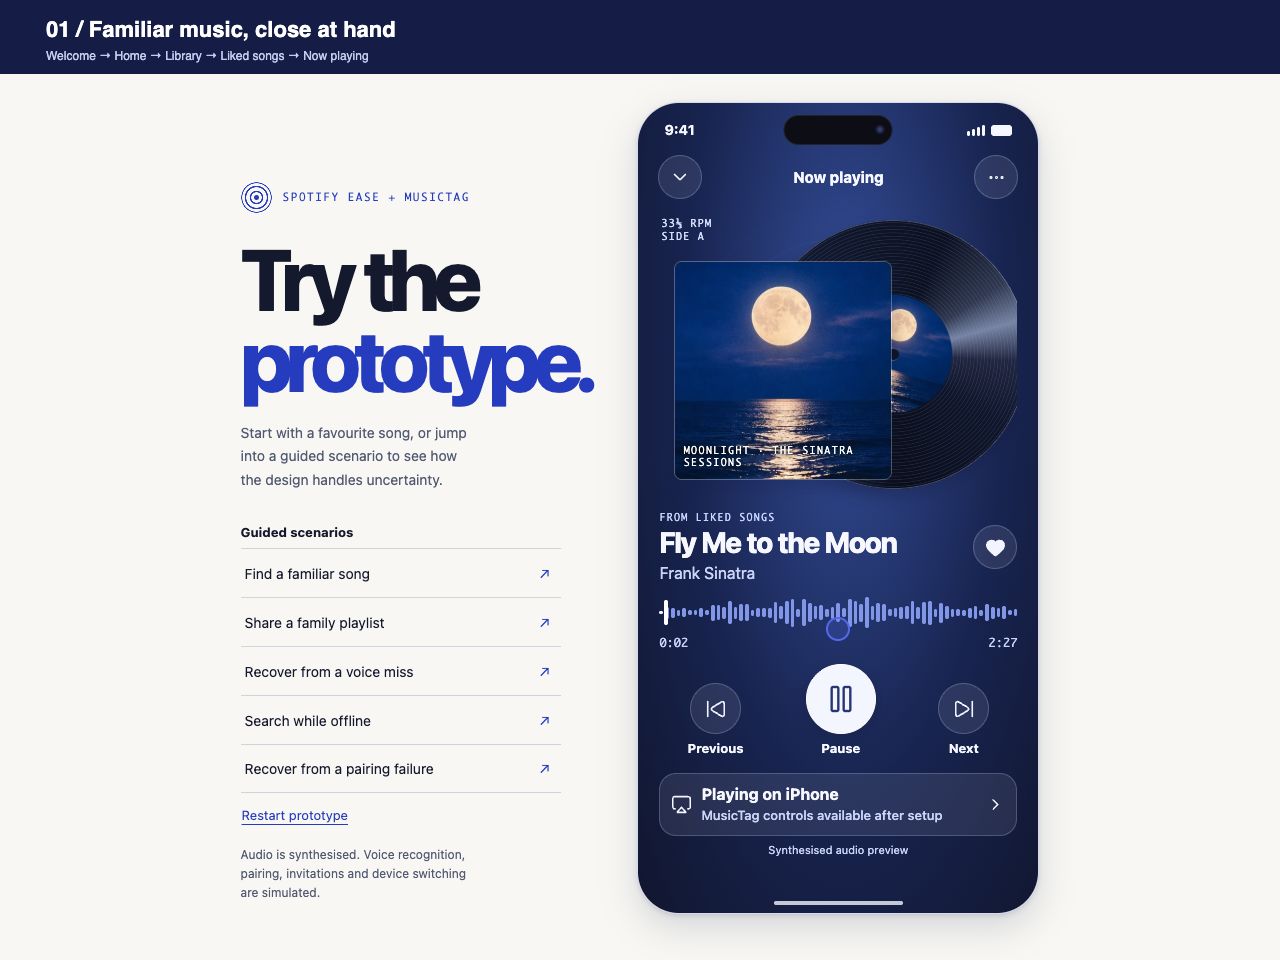 01 / Familiar music, close at hand
Welcome → Home → Library → Liked songs → Now playing
SPOTIFY EASE + MUSICTAG
Try the
prototype.
Start with a favourite song, or jump
into a guided scenario to see how
the design handles uncertainty.
Guided scenarios
Find a familiar song
Share a family playlist
Recover from a voice miss
Search while offline
Recover from a pairing failure
Restart prototype
Audio is synthesised. Voice recognition,
pairing, invitations and device switching
are simulated.
9:41
Now playing
33⅓ RPM
SIDE A
MOONLIGHT · THE SINATRA
SESSIONS
FROM LIKED SONGS
Fly Me to the Moon
Frank Sinatra
0:02
2:27
Previous
Pause
Next
Playing on iPhone
MusicTag controls available after setup
Synthesised audio preview